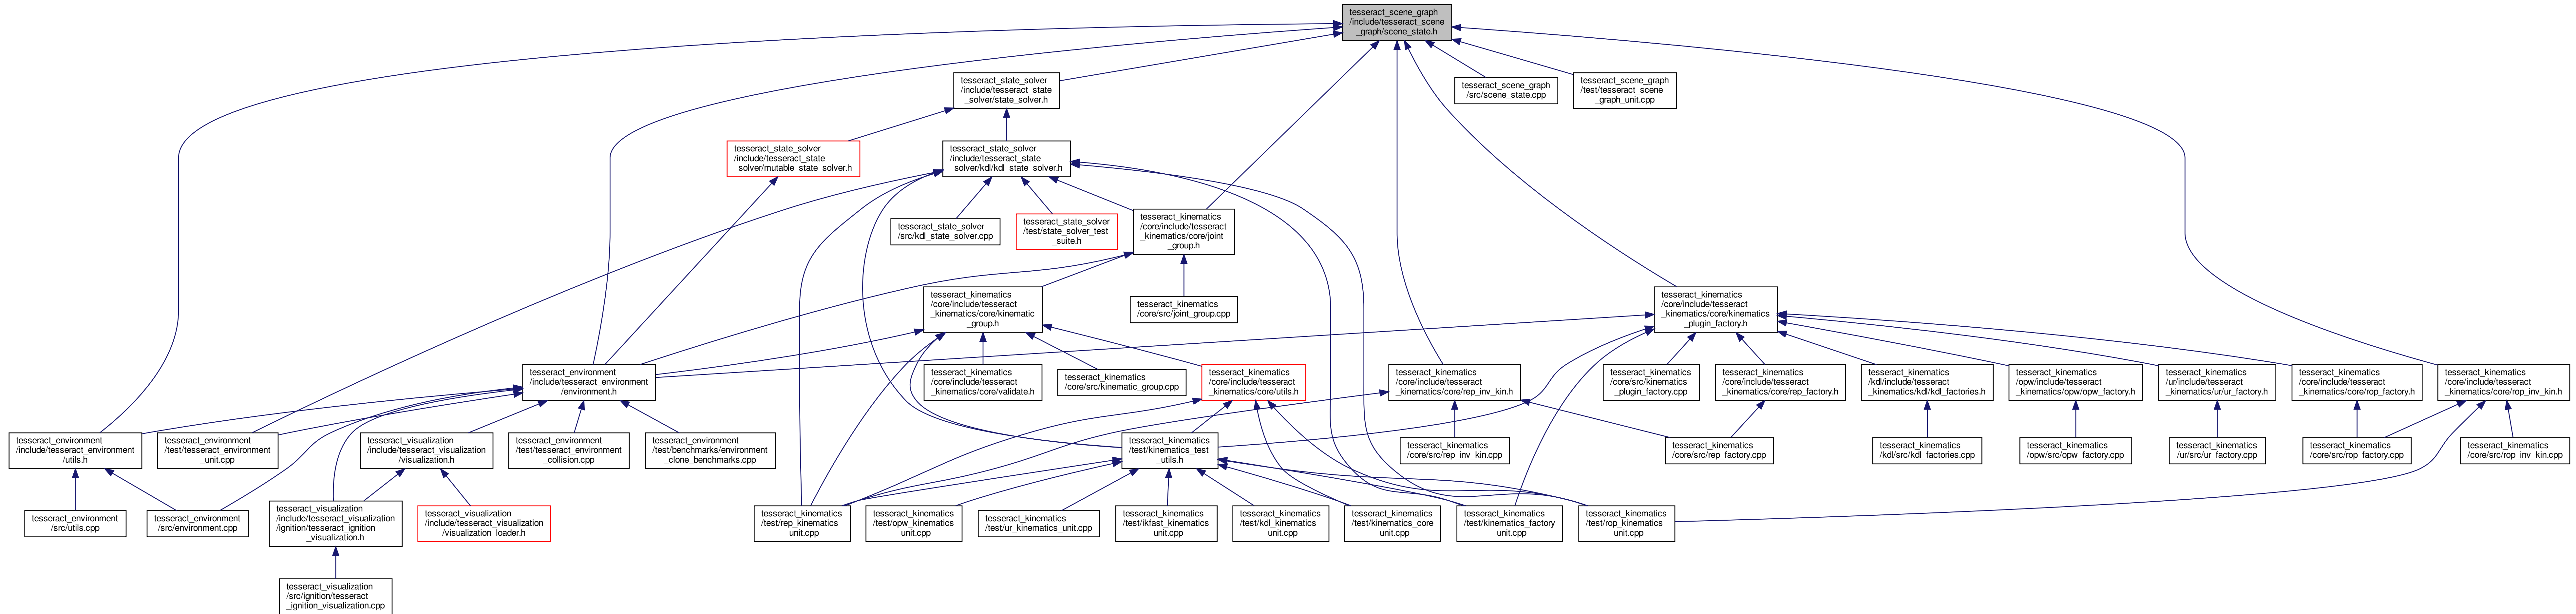 tesseract_scene_graph
/include/tesseract_scene
_graph/scene_state.h
tesseract_state_solver
/include/tesseract_state
_solver/state_solver.h
tesseract_scene_graph
/src/scene_state.cpp
tesseract_scene_graph
/test/tesseract_scene
_graph_unit.cpp
tesseract_state_solver
/include/tesseract_state
_solver/mutable_state_solver.h
tesseract_state_solver
/include/tesseract_state
_solver/kdl/kdl_state_solver.h
tesseract_state_solver
/src/kdl_state_solver.cpp
tesseract_state_solver
/test/state_solver_test
_suite.h
tesseract_kinematics
/core/include/tesseract
_kinematics/core/joint
_group.h
tesseract_kinematics
/core/include/tesseract
_kinematics/core/kinematic
_group.h
tesseract_kinematics
/core/src/joint_group.cpp
tesseract_kinematics
/core/include/tesseract
_kinematics/core/kinematics
_plugin_factory.h
tesseract_environment
/include/tesseract_environment
/environment.h
tesseract_kinematics
/core/include/tesseract
_kinematics/core/validate.h
tesseract_kinematics
/core/src/kinematic_group.cpp
tesseract_kinematics
/core/include/tesseract
_kinematics/core/utils.h
tesseract_kinematics
/core/include/tesseract
_kinematics/core/rep_inv_kin.h
tesseract_kinematics
/core/src/kinematics
_plugin_factory.cpp
tesseract_kinematics
/core/include/tesseract
_kinematics/core/rep_factory.h
tesseract_kinematics
/kdl/include/tesseract
_kinematics/kdl/kdl_factories.h
tesseract_kinematics
/opw/include/tesseract
_kinematics/opw/opw_factory.h
tesseract_kinematics
/ur/include/tesseract
_kinematics/ur/ur_factory.h
tesseract_kinematics
/core/include/tesseract
_kinematics/core/rop_factory.h
tesseract_kinematics
/core/include/tesseract
_kinematics/core/rop_inv_kin.h
tesseract_environment
/include/tesseract_environment
/utils.h
tesseract_environment
/test/tesseract_environment
_unit.cpp
tesseract_visualization
/include/tesseract_visualization
/visualization.h
tesseract_environment
/test/tesseract_environment
_collision.cpp
tesseract_environment
/test/benchmarks/environment
_clone_benchmarks.cpp
tesseract_kinematics
/test/kinematics_test
_utils.h
tesseract_kinematics
/core/src/rep_inv_kin.cpp
tesseract_kinematics
/core/src/rep_factory.cpp
tesseract_kinematics
/kdl/src/kdl_factories.cpp
tesseract_kinematics
/opw/src/opw_factory.cpp
tesseract_kinematics
/ur/src/ur_factory.cpp
tesseract_kinematics
/core/src/rop_factory.cpp
tesseract_kinematics
/core/src/rop_inv_kin.cpp
tesseract_environment
/src/utils.cpp
tesseract_environment
/src/environment.cpp
tesseract_visualization
/include/tesseract_visualization
/ignition/tesseract_ignition
_visualization.h
tesseract_visualization
/include/tesseract_visualization
/visualization_loader.h
tesseract_kinematics
/test/rep_kinematics
_unit.cpp
tesseract_kinematics
/test/opw_kinematics
_unit.cpp
tesseract_kinematics
/test/ur_kinematics_unit.cpp
tesseract_kinematics
/test/ikfast_kinematics
_unit.cpp
tesseract_kinematics
/test/kdl_kinematics
_unit.cpp
tesseract_kinematics
/test/kinematics_core
_unit.cpp
tesseract_kinematics
/test/kinematics_factory
_unit.cpp
tesseract_kinematics
/test/rop_kinematics
_unit.cpp
tesseract_visualization
/src/ignition/tesseract
_ignition_visualization.cpp